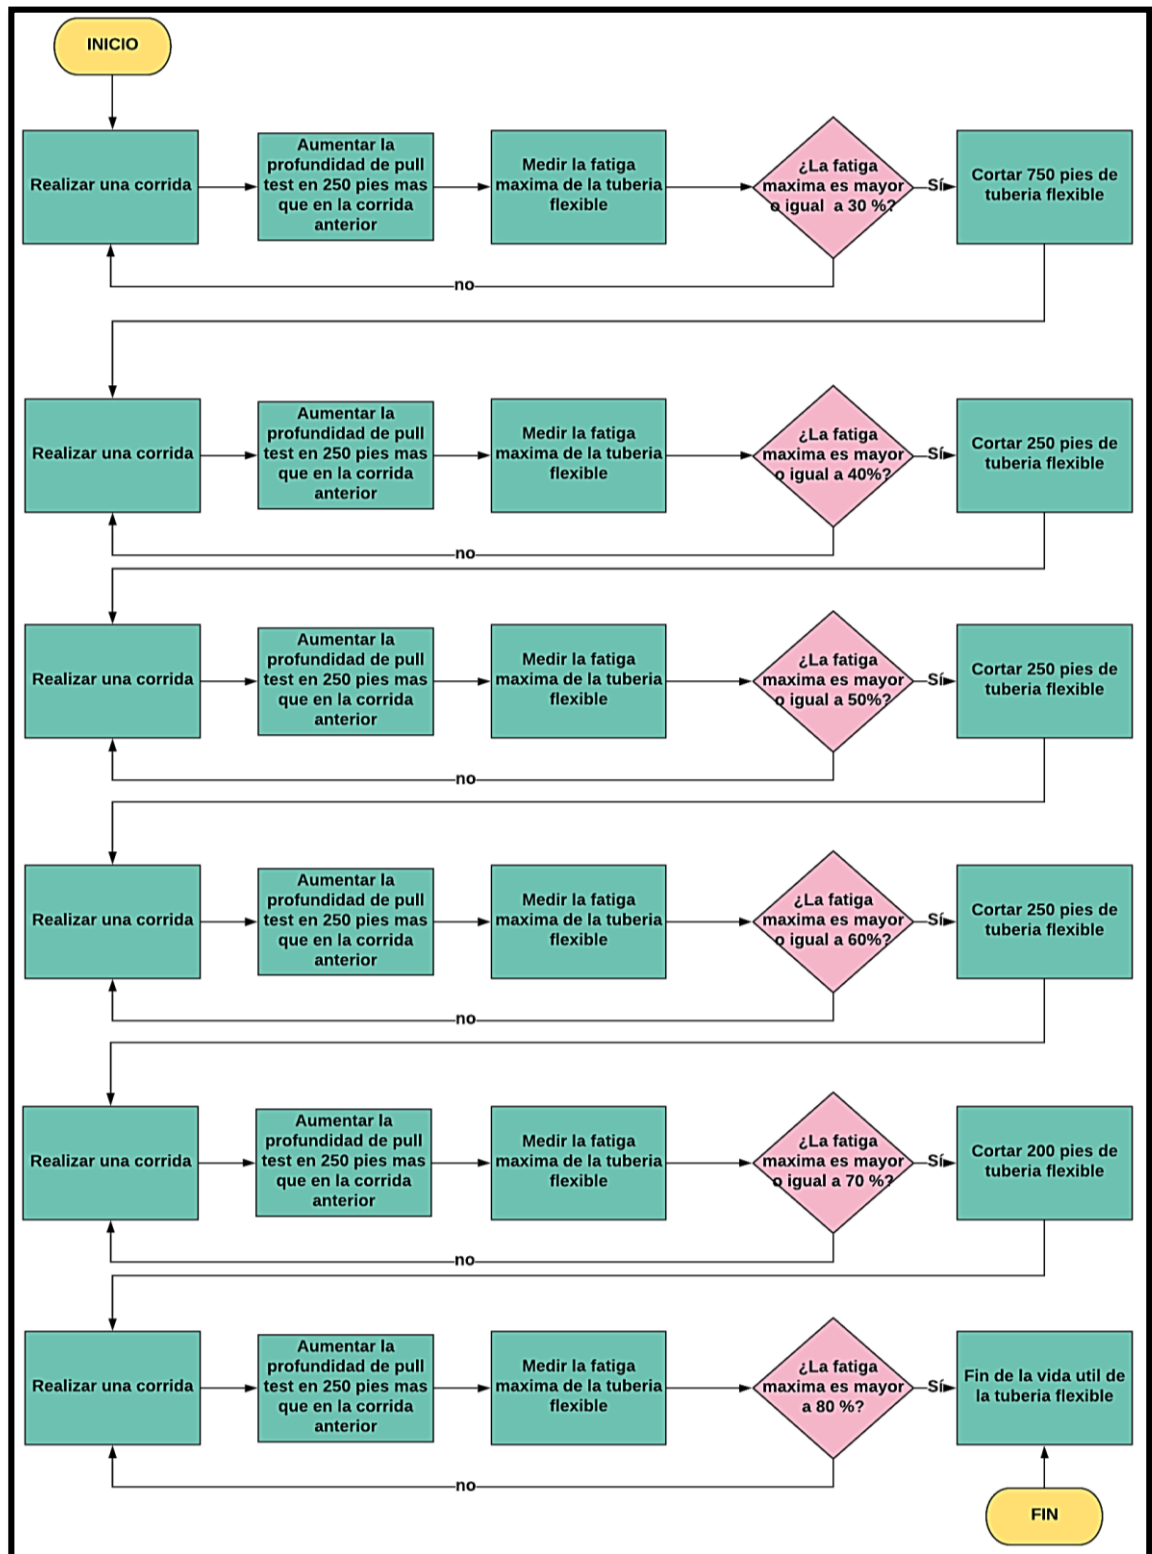 INICIO
Realizar una corrida
Aumentar la
profundidad de pull
test en 250 pies mas
que en la corrida
anterior
Medir la fatiga
maxima de la tuberia
flexible
¿La fatiga
maxima es mayor
o igual a 30 %?
Sí
Cortar 750 pies de
tuberia flexible
no
Realizar una corrida
Aumentar la
profundidad de pull
test en 250 pies mas
que en la corrida
anterior
Medir la fatiga
maxima de la tuberia
flexible
¿La fatiga
maxima es mayor
o igual a 40%?
Sí
Cortar 250 pies de
tuberia flexible
no
Realizar una corrida
Aumentar la
profundidad de pull
test en 250 pies mas
que en la corrida
anterior
Medir la fatiga
maxima de la tuberia
flexible
¿La fatiga
maxima es mayor
o igual a 50%?
Sí
Cortar 250 pies de
tuberia flexible
no
Realizar una corrida
Aumentar la
profundidad de pull
test en 250 pies mas
que en la corrida
anterior
Medir la fatiga
maxima de la tuberia
flexible
¿La fatiga
maxima es mayor
o igual a 60%?
Sí
Cortar 250 pies de
tuberia flexible
no
Realizar una corrida
Aumentar la
profundidad de pull
test en 250 pies mas
que en la corrida
anterior
Medir la fatiga
maxima de la tuberia
flexible
¿La fatiga
maxima es mayor
o igual a 70 %?
Sí
Cortar 200 pies de
tuberia flexible
no
Realizar una corrida
Aumentar la
profundidad de pull
test en 250 pies mas
que en la corrida
anterior
Medir la fatiga
maxima de la tuberia
flexible
¿La fatiga
maxima es mayor
a 80 %?
Sí
Fin de la vida util de
la tuberia flexible
no
FIN